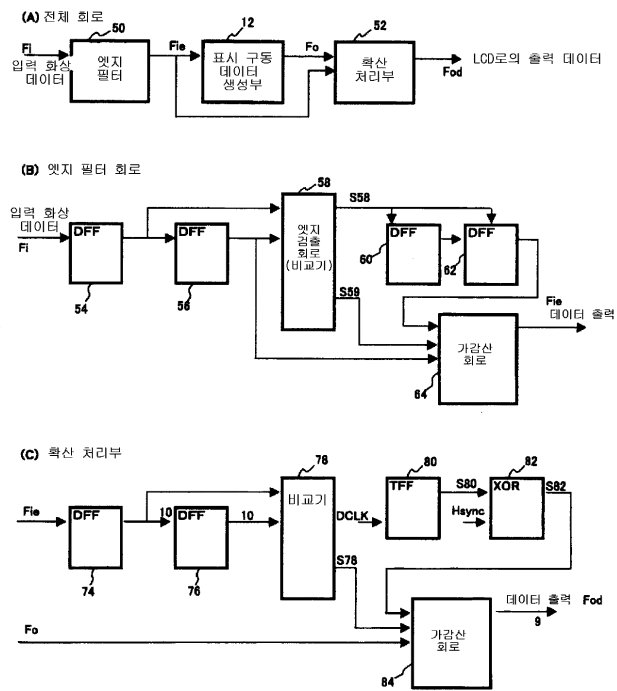 (A) 전체 회로
50
12
52
Fi
입력 화상
데이터
엣지
필터
Fie
표시 구동
데이터
생성부
Fo
확산
처리부
Fod
LCD로의 출력 데이터
(B) 엣지 필터 회로
58
S58
입력 화상
데이터
Fi
DFF
54
DFF
56
엣지
검출
회로
(비교기)
DFF
60
DFF
62
S59
Fie
데이터 출력
가감산
회로
64
(C) 확산 처리부
78
80
82
Fie
DFF
74
10
DFF
76
10
비교기
DCLK
TFF
S80
Hsync
XOR
S82
S78
데이터 출력 Fod
9
Fo
가감산
회로
84